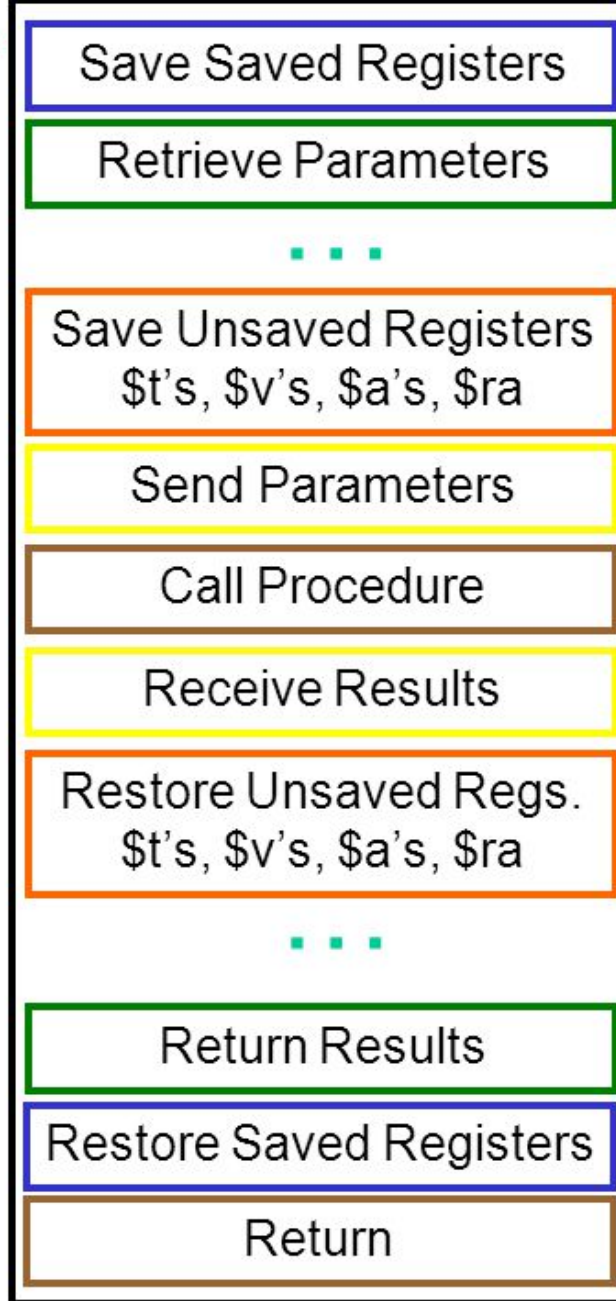 Save Saved Registers
Retrieve Parameters
. . .
Save Unsaved Registers
$t’s, $v’s, $a’s, $ra
Send Parameters
Call Procedure
Receive Results
Restore Unsaved Regs.
$t’s, $v’s, $a’s, $ra
. . .
Return Results
Restore Saved Registers
Return